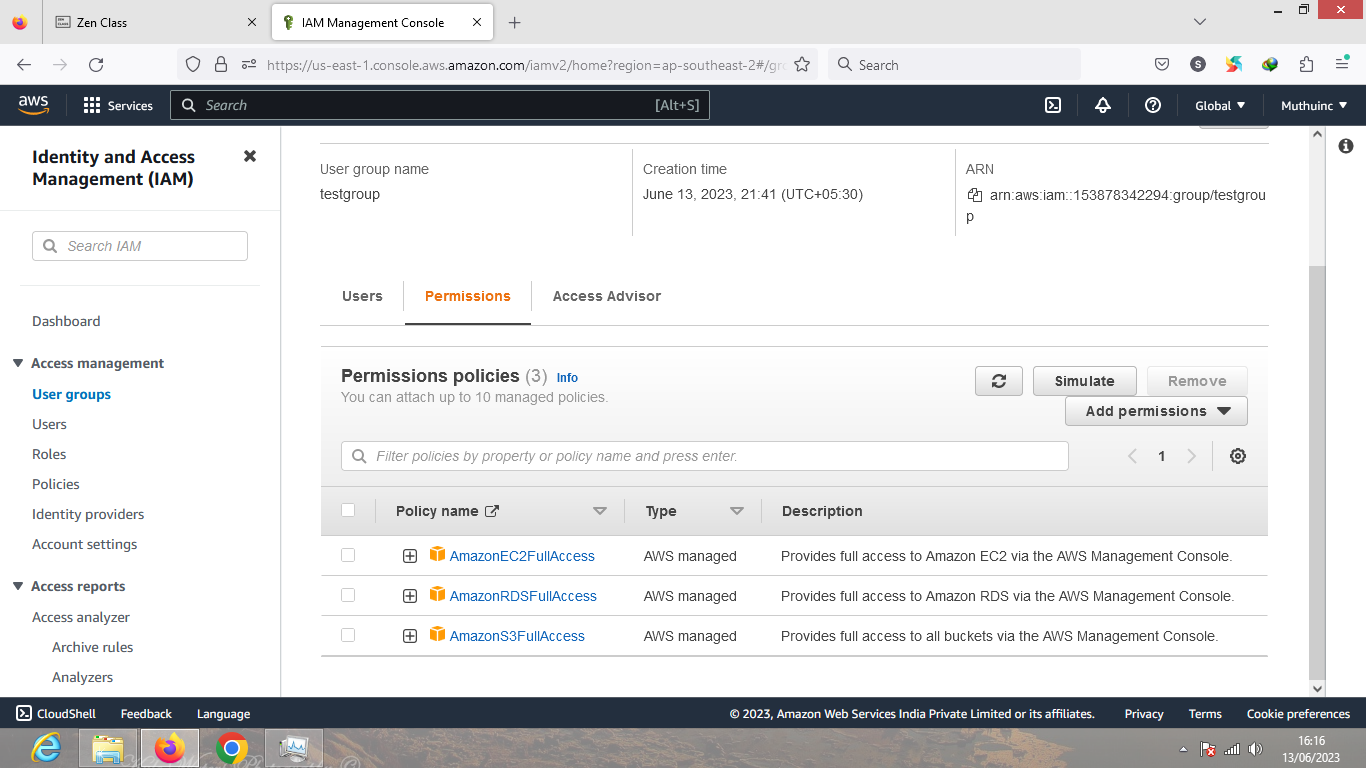 Zen Class
IAM Management Console
https://us-east-1.console.aws.amazon.com/iamv2/home?region=ap-southeast-2#/gro
Search
S
aws
Services
Search
[Alt+S]
Global
Muthuinc
Identity and Access
Management (IAM)
Search IAM
Dashboard
Access management
User groups
Users
Roles
Policies
Identity providers
Account settings
Access reports
Access analyzer
Archive rules
Analyzers
User group name
testgroup
Creation time
June 13, 2023, 21:41 (UTC+05:30)
ARN
arn:aws:iam::153878342294:group/testgrou
p
Users
Permissions
Access Advisor
Permissions policies (3) Info
You can attach up to 10 managed policies.
Simulate
Remove
Add permissions
Filter policies by property or policy name and press enter.
1
Policy name
Type
Description
AmazonEC2FullAccess AWS managed Provides full access to Amazon EC2 via the AWS Management Console.
AmazonRDSFullAccess AWS managed Provides full access to Amazon RDS via the AWS Management Console.
AmazonS3FullAccess AWS managed Provides full access to all buckets via the AWS Management Console.
CloudShell
Feedback
Language
© 2023, Amazon Web Services India Private Limited or its affiliates.
Privacy
Terms
Cookie preferences
16:16
13/06/2023